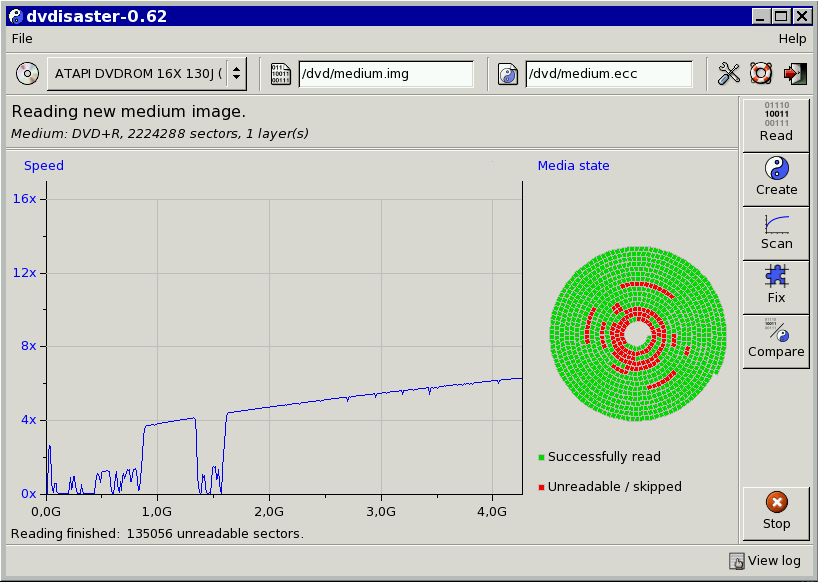 dvdisaster-0.62
File Help
ATAPI DVDROM 16X 130J ( /dvd/medium.img /dvd/medium.ecc
Reading new medium image.
Medium: DVD+R, 2224288 sectors, 1 layer(s)
01110
10011
00111
Read
Create
Scan
Fix
Compare
Stop
Speed
16x
12x
8x
4x
0x
0,0G 1,0G 2,0G 3,0G 4,0G
Media state
Successfully read
Unreadable / skipped
Reading finished: 135056 unreadable sectors.
View log